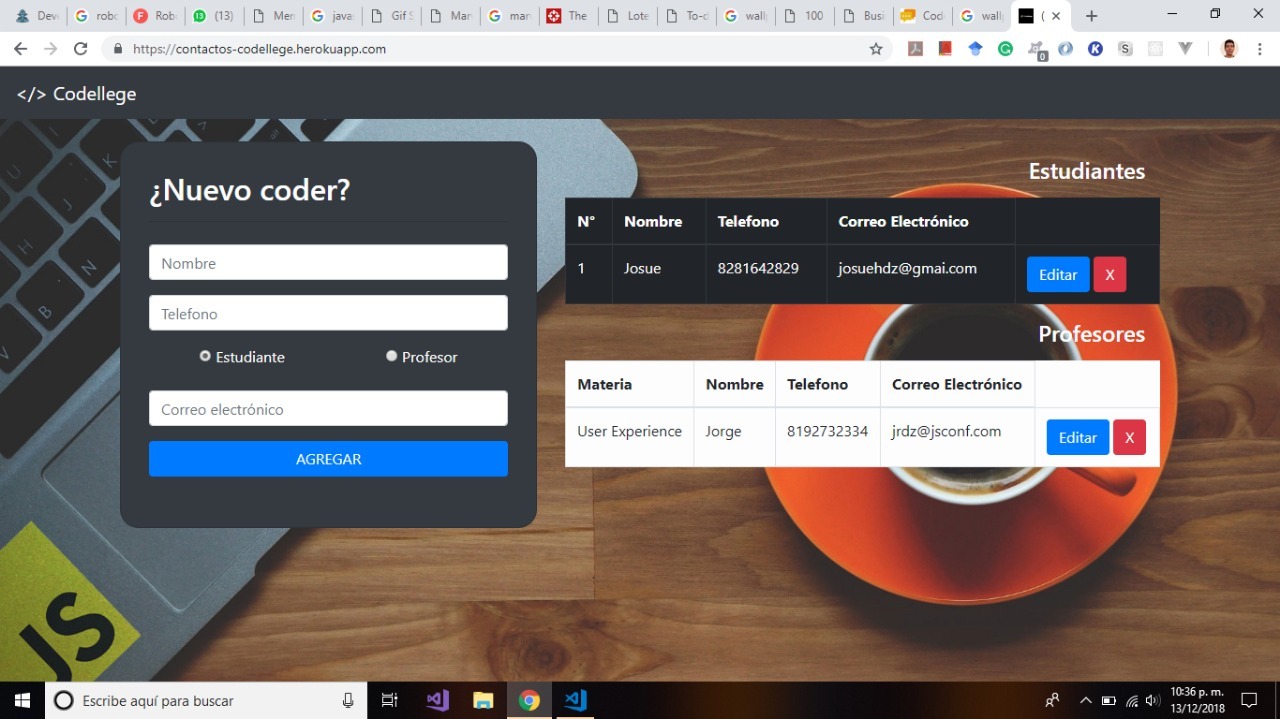 Dev
robo
Robo
(13)
Men
java
Gif S
Mar
mar
The
Lote
To-d
wall
100
Busi
Cod
wall
(
https://contactos-codellege.herokuapp.com
0
</> Codellege
¿Nuevo coder?
Nombre
Telefono
Estudiante Profesor
Correo electrónico
AGREGAR
Estudiantes
N° Nombre Telefono Correo Electrónico
1 Josue 8281642829 josuehdz@gmai.com Editar X
Profesores
Materia Nombre Telefono Correo Electrónico
User Experience Jorge 8192732334 jrdz@jsconf.com Editar X
U
I
K
H
J
B
N
V
JS
Escribe aquí para buscar
10:36 p. m.
13/12/2018